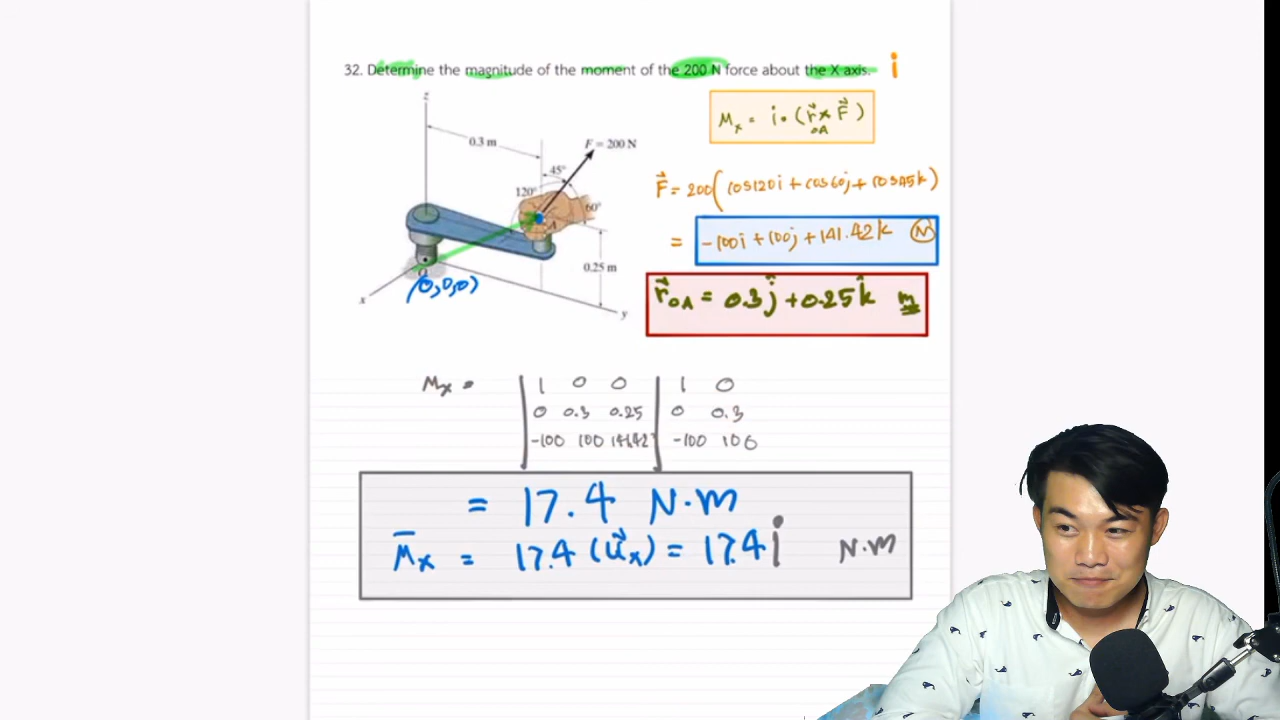 32. Determine the magnitude of the moment of the 200 N force about the X axis. i
z
0.3 m
F = 200 N
45°
120°
60°
A
0.25 m
O
(0,0,0)
x
y
Mx = i • (r⃗OA × F⃗)
F⃗ = 200(cos120i + cos60j + cos45k)
= -100i + 100j + 141.42k (N)
r⃗OA = 0.3ĵ + 0.25k̂ m
Mx = | 1 0 0 | 1 0
0 0.3 0.25 0 0.3
-100 100 141.42 -100 100
= 17.4 N·m
M̄x = 17.4 (u⃗x) = 17.4 i N·m